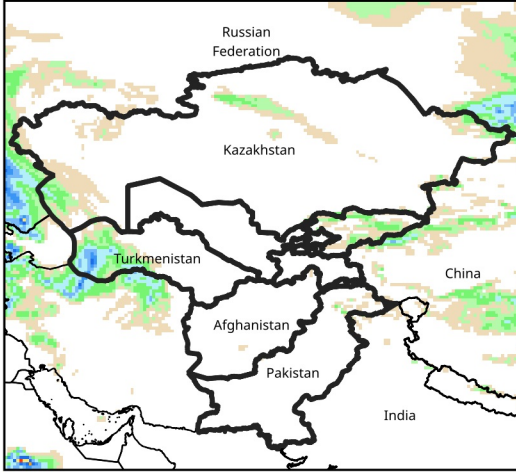 Russian
Federation
Kazakhstan
Turkmenistan
China
Afghanistan
Pakistan
India